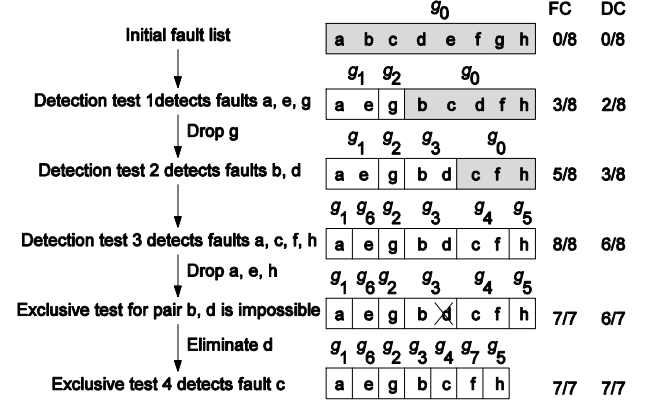 g0 FC DC
Initial fault list a b c d e f g h 0/8 0/8
g1 g2 g0
Detection test 1detects faults a, e, g a e g b c d f h 3/8 2/8
Drop g g1 g2 g3 g0
Detection test 2 detects faults b, d a e g b d c f h 5/8 3/8
g1 g6 g2 g3 g4 g5
Detection test 3 detects faults a, c, f, h a e g b d c f h 8/8 6/8
Drop a, e, h g1 g6 g2 g3 g4 g5
Exclusive test for pair b, d is impossible a e g b d c f h 7/7 6/7
Eliminate d g1 g6 g2 g3 g4 g7 g5
Exclusive test 4 detects fault c a e g b c f h 7/7 7/7